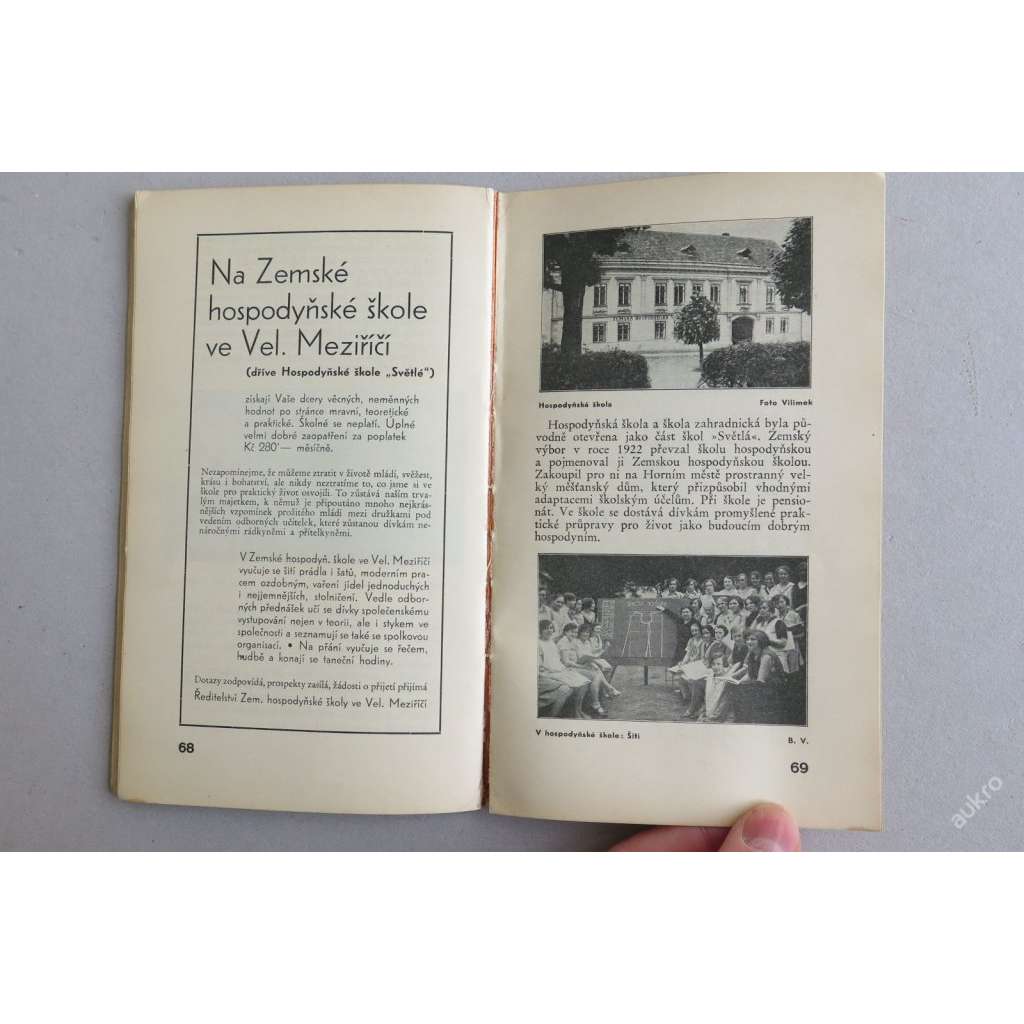 Na Zemské
hospodyňské škole
ve Vel. Meziříčí
(dříve Hospodyňské škole „Světlé“)
získají Vaše dcery věcných, neměnných
hodnot po stránce mravní, teoretické
a praktické. Školné se neplatí. Úplné
velmi dobré zaopatření za poplatek
Kč 280'— měsíčně.
Nezapomínejme, že můžeme ztratit v životě mládí, svěžest,
krásu i bohatství, ale nikdy neztratíme to, co jsme si ve
škole pro praktický život osvojili. To zůstává naším trva-
lým majetkem, k němuž je připoutáno mnoho nejkrás-
nějších vzpomínek prožitého mládí mezi družkami pod
vedením odborných učitelek, které zůstanou dívkám ne-
náročnými rádkyněmi a přítelkyněmi.
V Zemské hospodyň. škole ve Vel. Meziříčí
vyučuje se šití prádla i šatů, moderním pra-
cem ozdobným, vaření jídel jednoduchých
i nejjemnějších, stolničení. Vedle odbor-
ných přednášek učí se dívky společenskému
vystupování nejen v teorii, ale i stykem ve
společnosti a seznamují se také se spolkovou
organisací. • Na přání vyučuje se řečem,
hudbě a konají se taneční hodiny.
Dotazy zodpovídá, prospekty zasílá, žádosti o přijetí přijímá
Ředitelství Zem. hospodyňské školy ve Vel. Meziříčí
68
Hospodyňská škola Foto Vilímek
Hospodyňská škola a škola zahradnická byla pů-
vodně otevřena jako část škol »Světlá«. Zemský
výbor v roce 1922 převzal školu hospodyňskou
a pojmenoval ji Zemskou hospodyňskou školou.
Zakoupil pro ni na Horním městě prostranný vel-
ký měšťanský dům, který přizpůsobil vhodnými
adaptacemi školským účelům. Při škole je pensio-
nát. Ve škole se dostává dívkám promyšlené prak-
tické průpravy pro život jako budoucím dobrým
hospodyním.
V hospodyňské škole: Šití B. V.
69
aukro